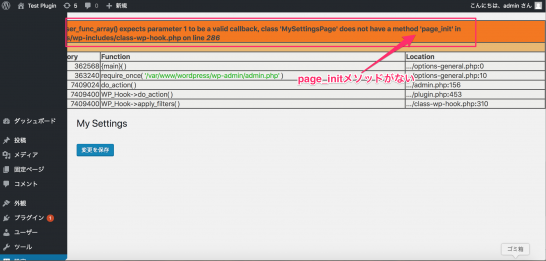 Test Plugin 5 0 + 新規 こんにちは、admin さん
ser_func_array() expects parameter 1 to be a valid callback, class 'MySettingsPage' does not have a method 'page_init' in
s/wp-includes/class-wp-hook.php on line 286
ory Function Location
362568 {main}() .../options-general.php:0
363240 require_once( '/var/www/wordpress/wp-admin/admin.php' ) .../options-general.php:10
7409024 do_action() .../admin.php:156
7409400 WP_Hook->do_action() .../plugin.php:453
7409400 WP_Hook->apply_filters() .../class-wp-hook.php:310
page_initメゾッドがない
ダッシュボード
My Settings
投稿
変更を保存
メディア
固定ページ
コメント
外観
プラグイン 1
ユーザー
ツール
ゴミ箱